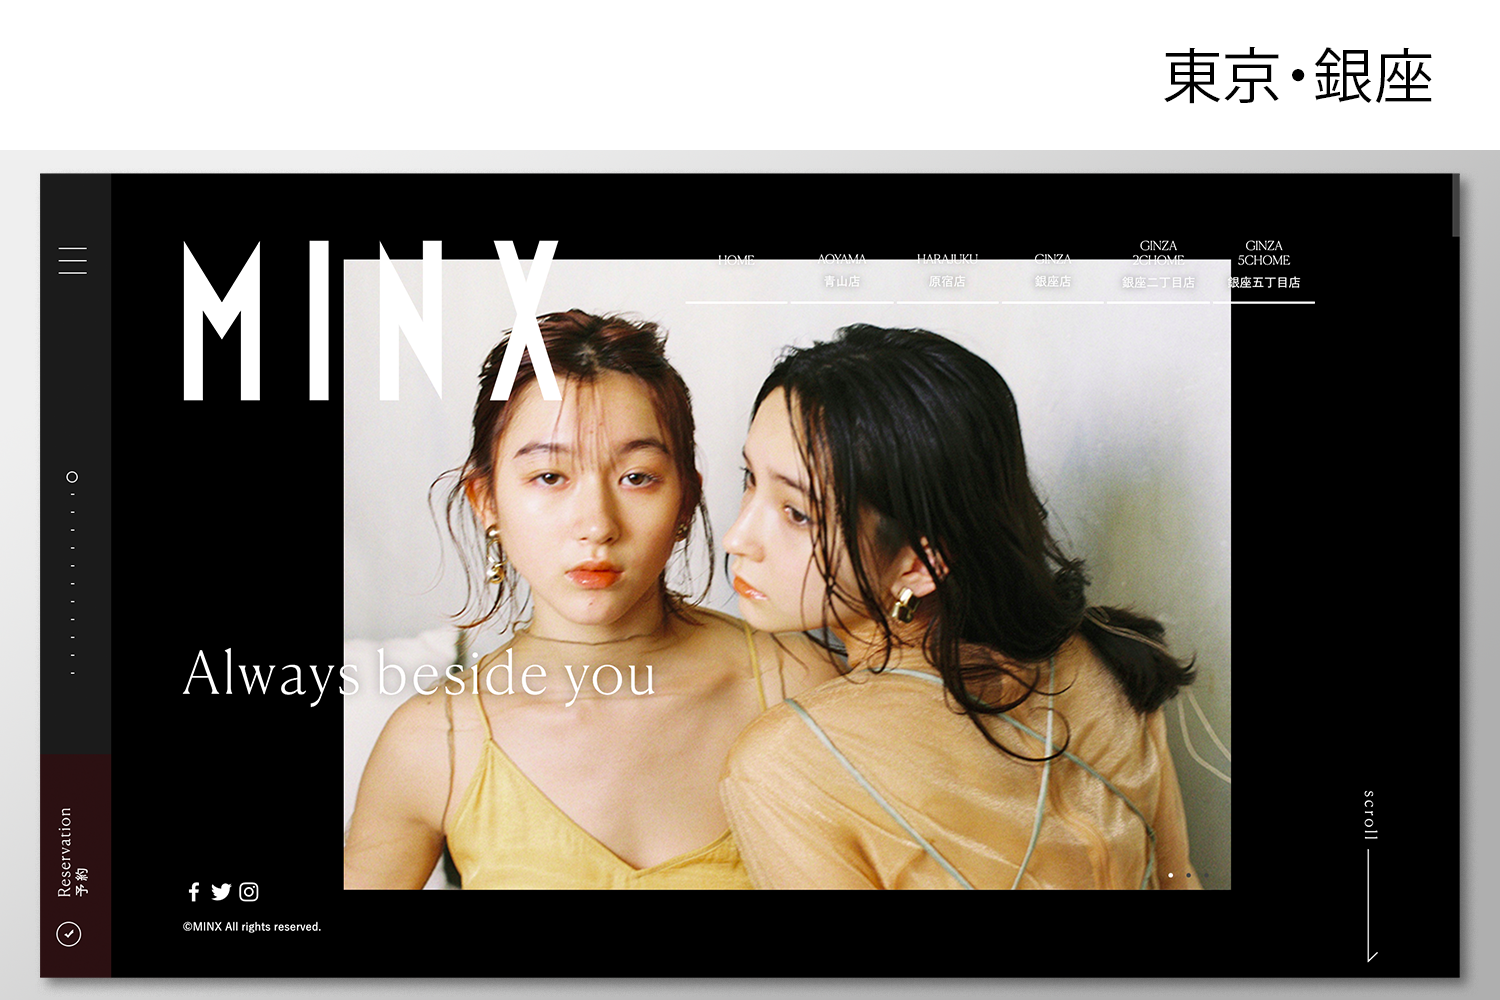 東京・銀座
MINX
HOME
AOYAMA
青山店
HARAJUKU
原宿店
GINZA
銀座店
GINZA
2CHOME
銀座二丁目店
GINZA
5CHOME
銀座五丁目店
Always beside you
Reservation
予約
©MINX All rights reserved.
scroll